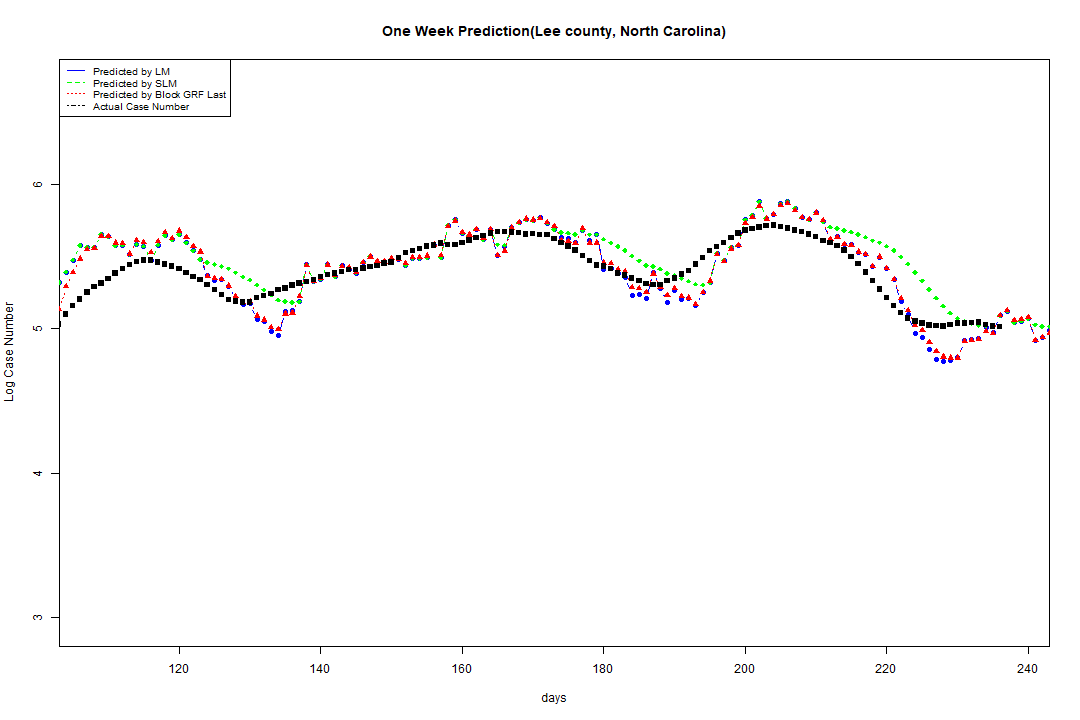 One Week Prediction(Lee county, North Carolina)
Predicted by LM
Predicted by SLM
Predicted by Block GRF Last
Actual Case Number
6
5
4
3
Log Case Number
120 140 160 180 200 220 240
days